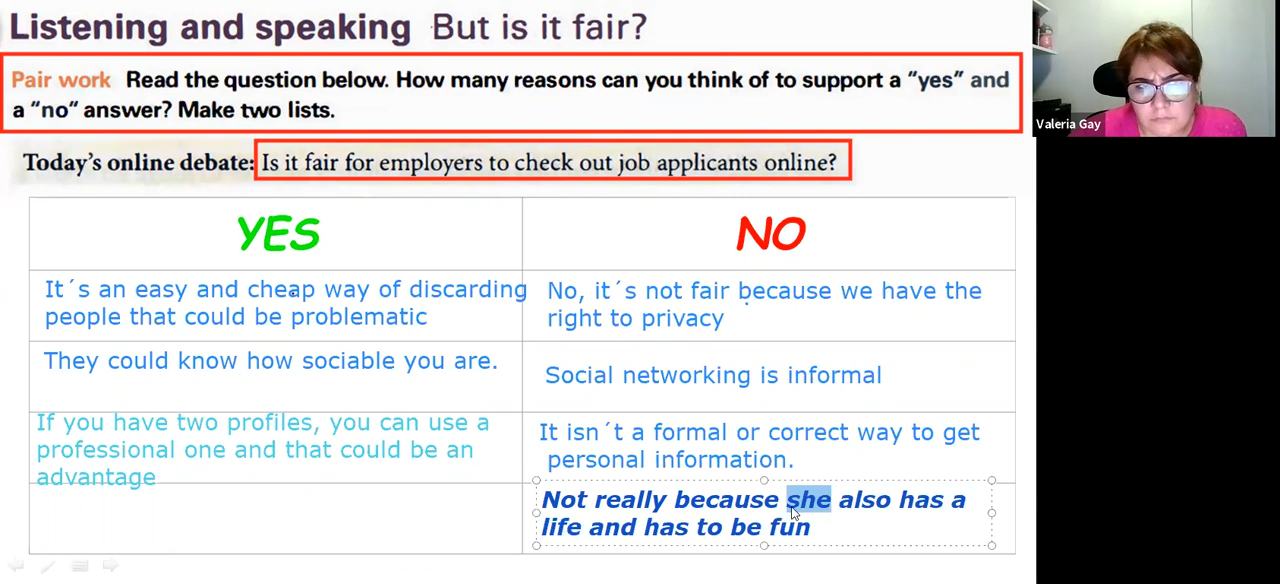 Listening and speaking But is it fair?
Pair work Read the question below. How many reasons can you think of to support a “yes” and
a “no” answer? Make two lists.
Today's online debate: Is it fair for employers to check out job applicants online?
YES
NO
It´s an easy and cheap way of discarding
people that could be problematic
No, it´s not fair because we have the
right to privacy
They could know how sociable you are.
Social networking is informal
If you have two profiles, you can use a
professional one and that could be an
advantage
It isn´t a formal or correct way to get
personal information.
Not really because she also has a
life and has to be fun
Valeria Gay